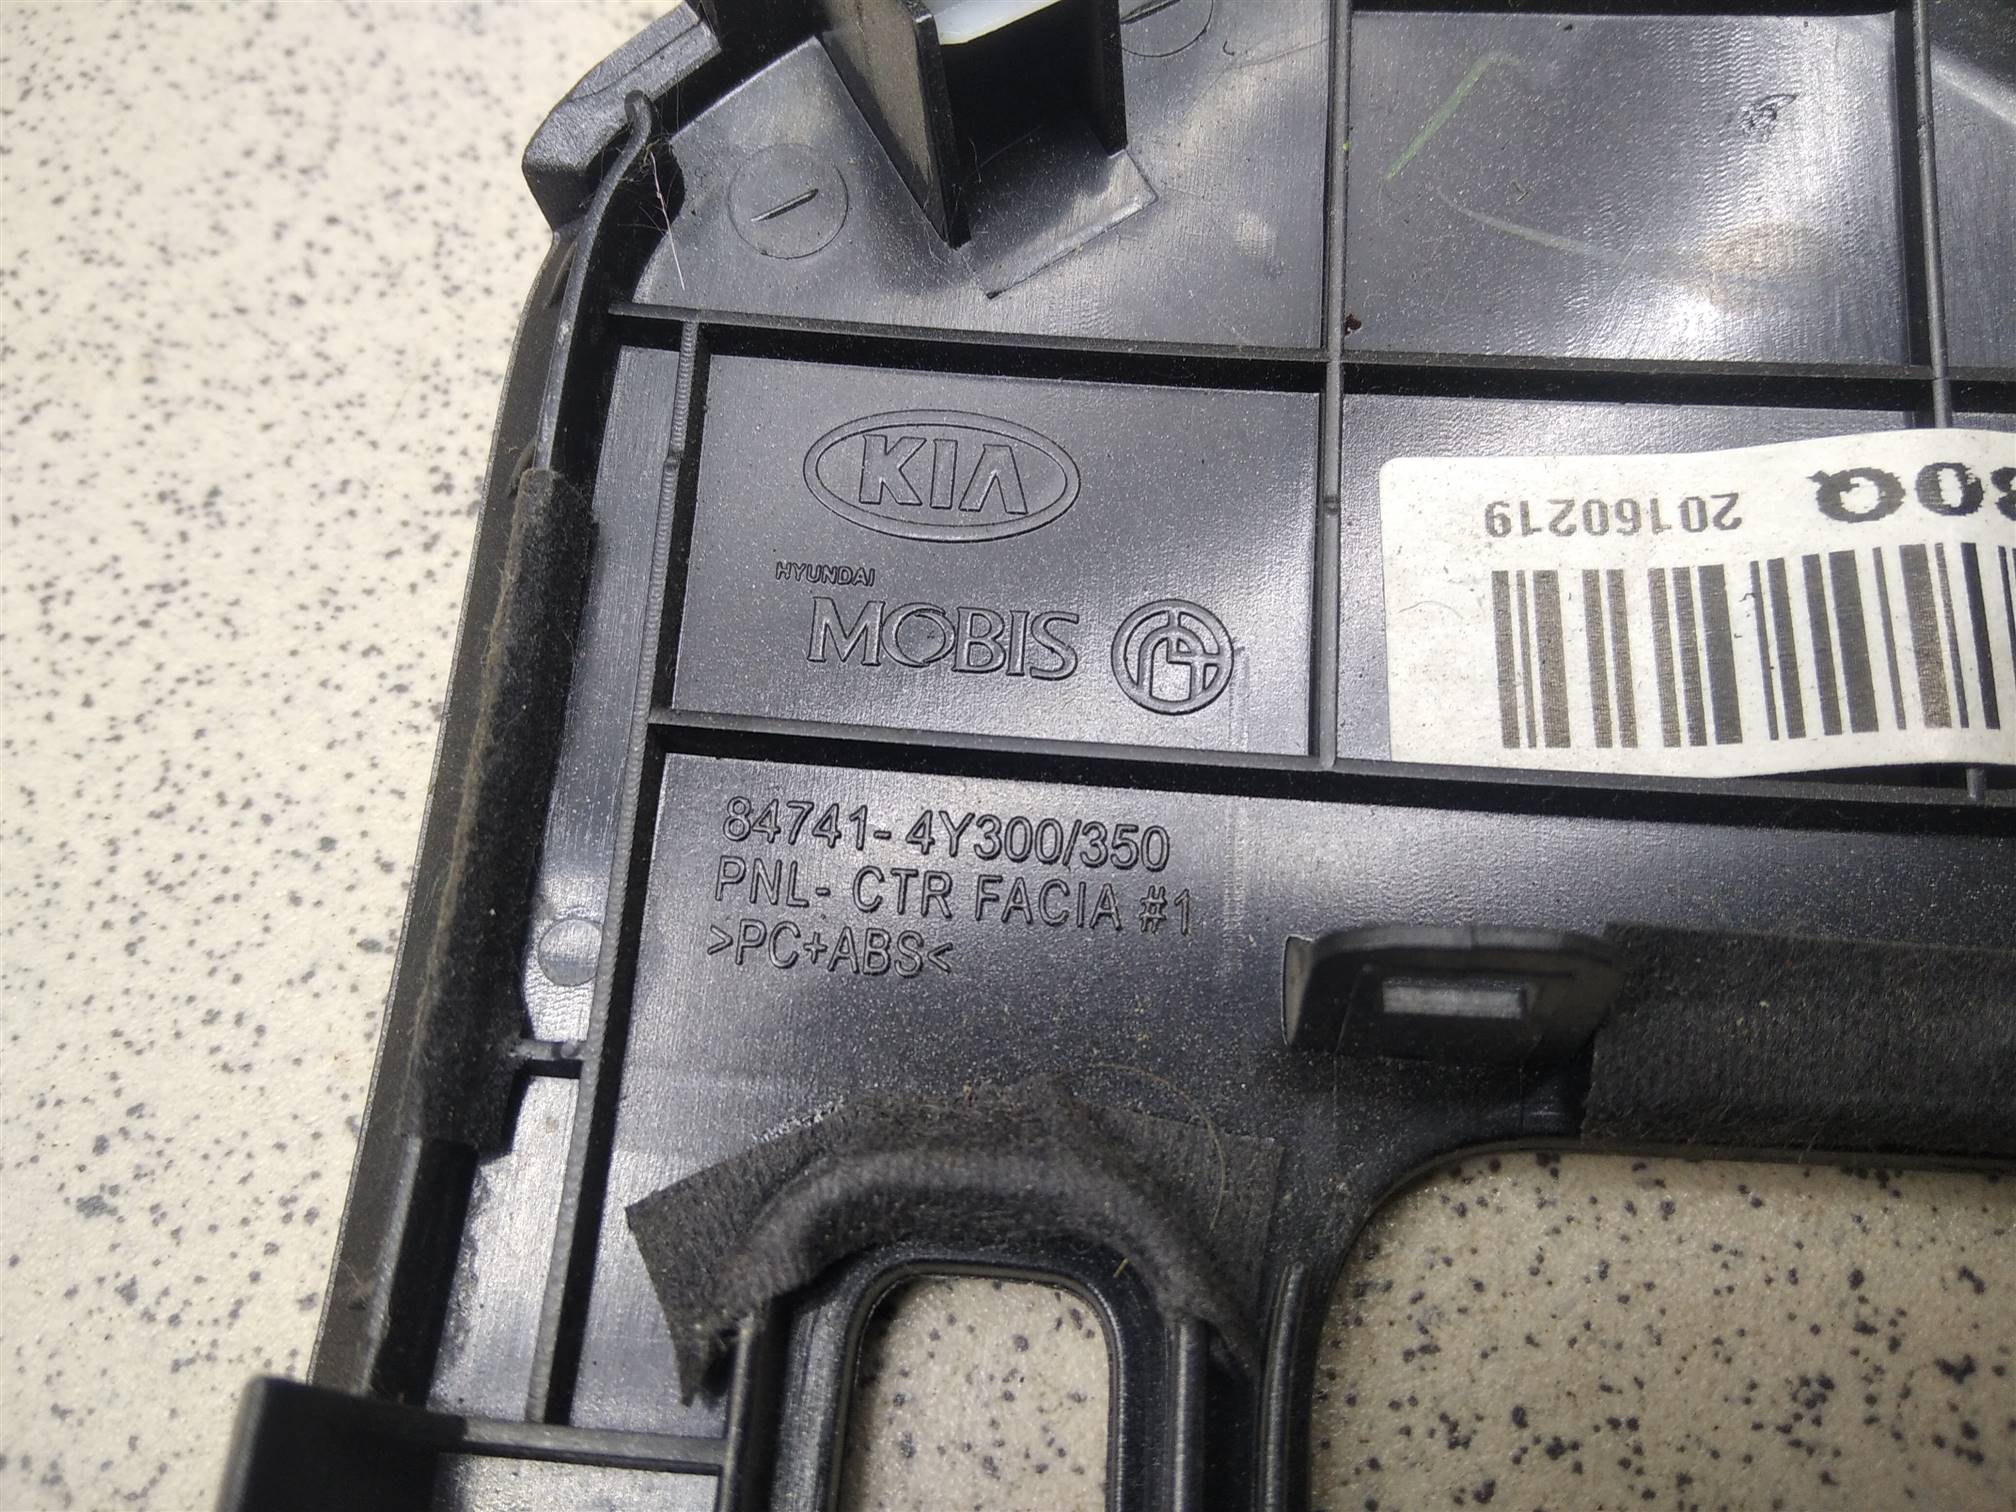 KIA
HYUNDAI
MOBIS
20160219
84741-4Y300/350
PNL- CTR FACIA #1
>PC+ABS<